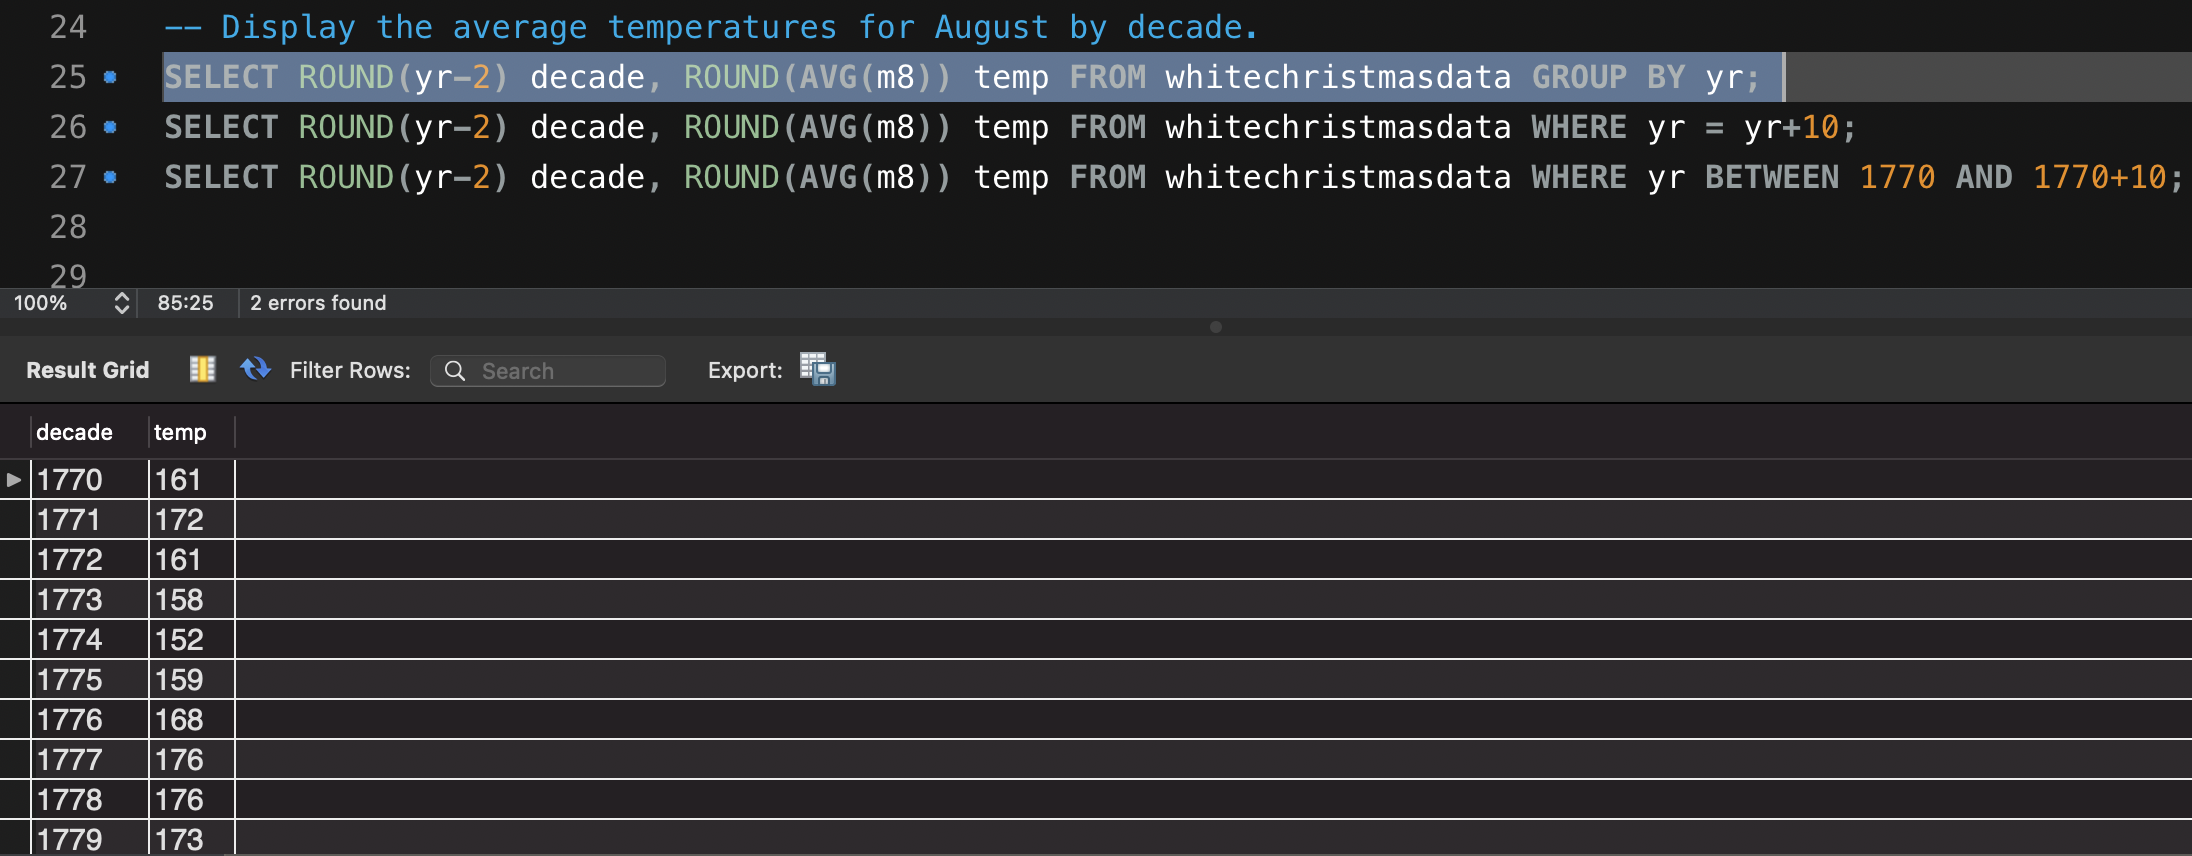 24 -- Display the average temperatures for August by decade.
25 SELECT ROUND(yr-2) decade, ROUND(AVG(m8)) temp FROM whitechristmasdata GROUP BY yr;
26 SELECT ROUND(yr-2) decade, ROUND(AVG(m8)) temp FROM whitechristmasdata WHERE yr = yr+10;
27 SELECT ROUND(yr-2) decade, ROUND(AVG(m8)) temp FROM whitechristmasdata WHERE yr BETWEEN 1770 AND 1770+10;
28
29
100% 85:25 2 errors found
Result Grid Filter Rows: Search Export:
decade temp
1770 161
1771 172
1772 161
1773 158
1774 152
1775 159
1776 168
1777 176
1778 176
1779 173